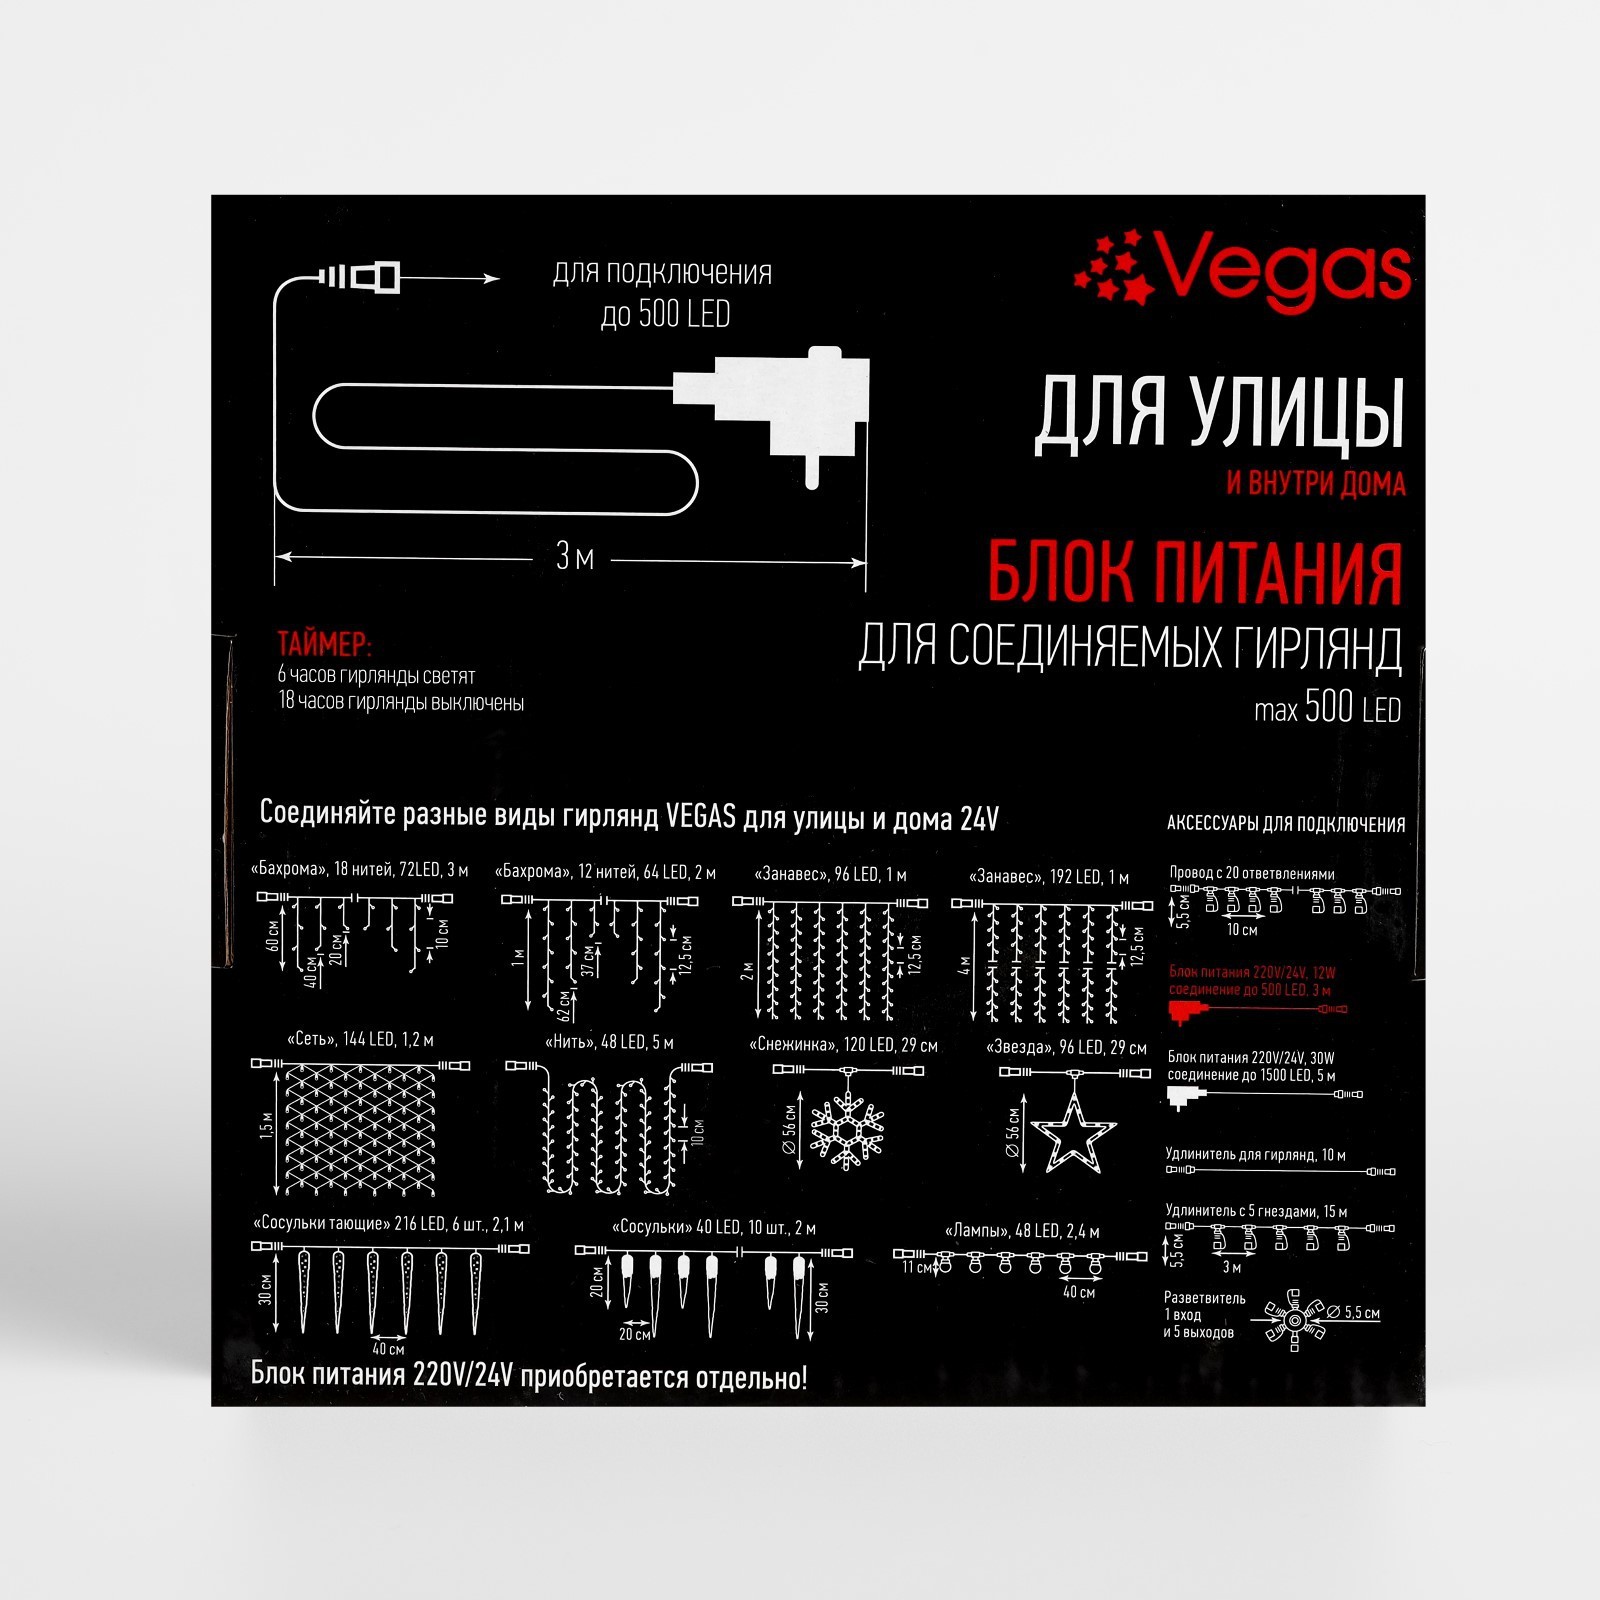 для подключения
до 500 LED
3 м
Vegas
ДЛЯ УЛИЦЫ
И ВНУТРИ ДОМА
БЛОК ПИТАНИЯ
ДЛЯ СОЕДИНЯЕМЫХ ГИРЛЯНД
max 500 LED
ТАЙМЕР:
6 часов гирлянды светят
18 часов гирлянды выключены
Соединяйте разные виды гирлянд VEGAS для улицы и дома 24V
«Бахрома», 18 нитей, 72LED, 3 м
60 см
40 см
20 см
10 см
«Бахрома», 12 нитей, 64 LED, 2 м
1 м
62 см
37 см
12,5 см
«Занавес», 96 LED, 1 м
2 м
12,5 см
«Занавес», 192 LED, 1 м
4 м
12,5 см
«Сеть», 144 LED, 1,2 м
1,5 м
«Нить», 48 LED, 5 м
10 см
«Снежинка», 120 LED, 29 см
∅ 56 см
«Звезда», 96 LED, 29 см
∅ 56 см
«Сосульки тающие» 216 LED, 6 шт., 2,1 м
30 см
40 см
«Сосульки» 40 LED, 10 шт., 2 м
20 см
20 см
30 см
«Лампы», 48 LED, 2,4 м
11 см
40 см
Блок питания 220V/24V приобретается отдельно!
АКСЕССУАРЫ ДЛЯ ПОДКЛЮЧЕНИЯ
Провод с 20 ответвлениями
5,5 см
10 см
Блок питания 220V/24V, 12W
соединение до 500 LED, 3 м
Блок питания 220V/24V, 30W
соединение до 1500 LED, 5 м
Удлинитель для гирлянд, 10 м
Удлинитель с 5 гнездами, 15 м
5,5 см
3 м
Разветвитель
1 вход
и 5 выходов
∅ 5,5 см